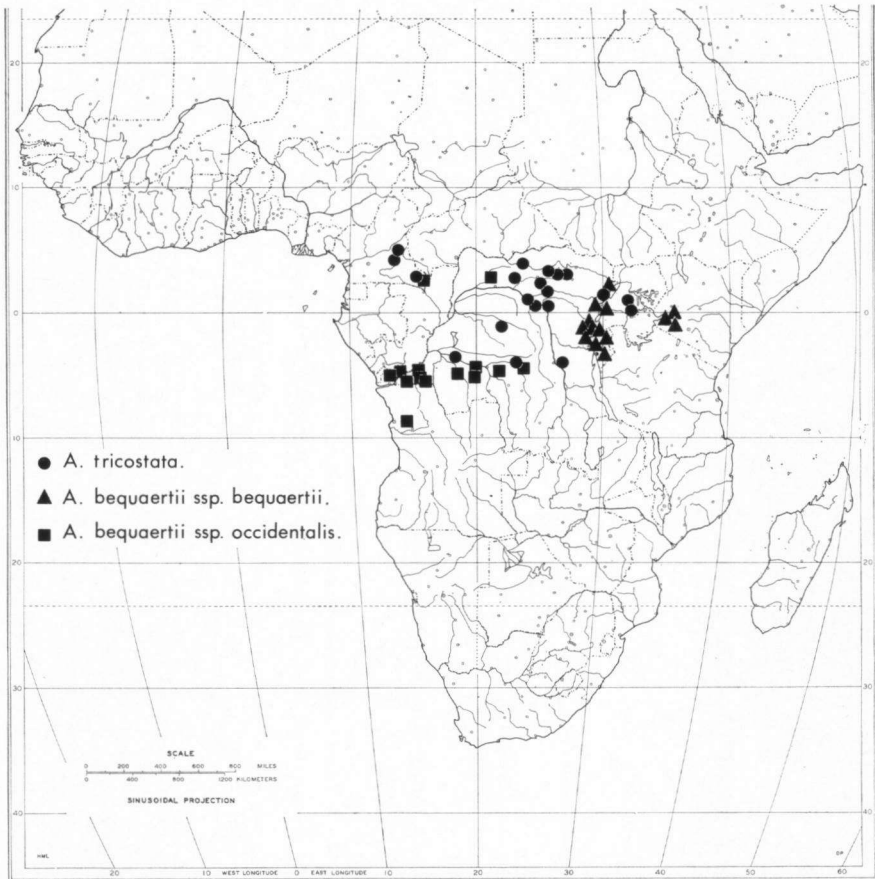 20
20
10
10
0
0
● A. tricostata.
▲ A. bequaertii ssp. bequaertii.
■ A. bequaertii ssp. occidentalis.
10
10
20
20
30
30
SCALE
0 200 400 600 800 MILES
0 400 800 1200 KILOMETERS
SINUSOIDAL PROJECTION
40
40
HML
20 10 WEST LONGITUDE 0 EAST LONGITUDE 10 20 30 40 50 60